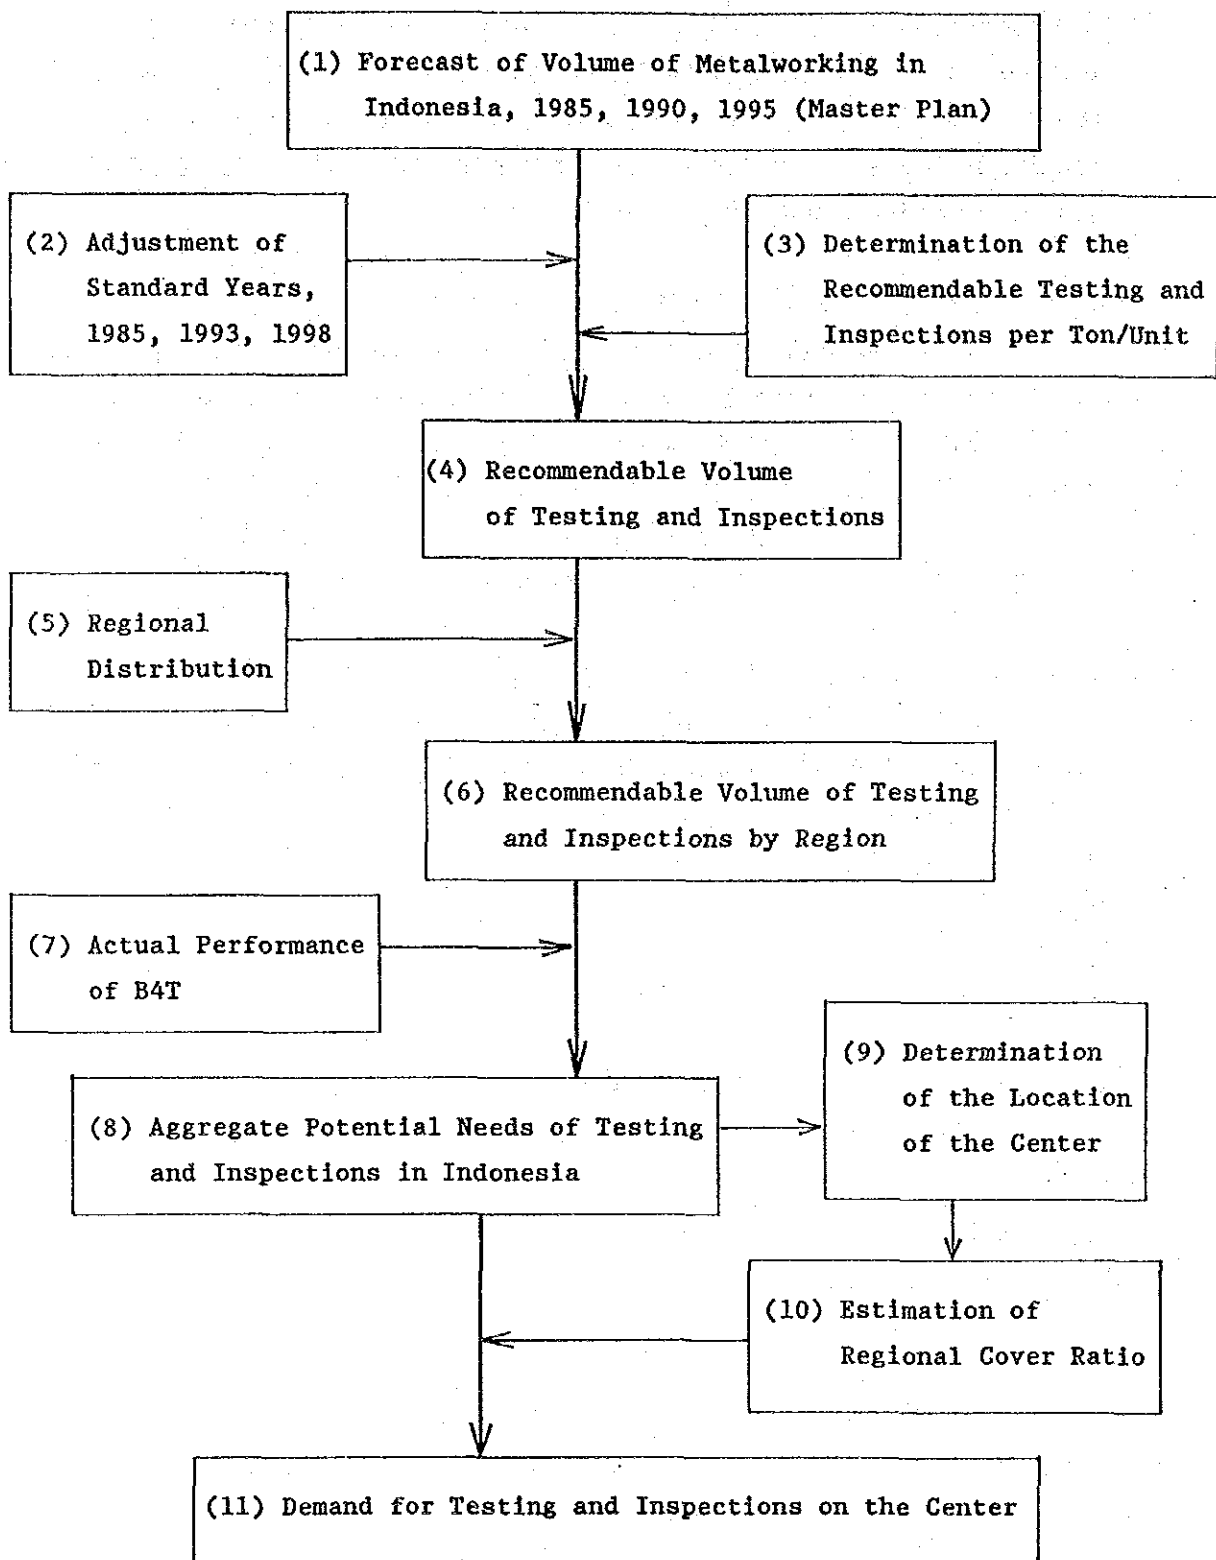 (1) Forecast of Volume of Metalworking in
Indonesia, 1985, 1990, 1995 (Master Plan)
(2) Adjustment of
Standard Years,
1985, 1993, 1998
(3) Determination of the
Recommendable Testing and
Inspections per Ton/Unit
(4) Recommendable Volume
of Testing and Inspections
(5) Regional
Distribution
(6) Recommendable Volume of Testing
and Inspections by Region
(7) Actual Performance
of B4T
(8) Aggregate Potential Needs of Testing
and Inspections in Indonesia
(9) Determination
of the Location
of the Center
(10) Estimation of
Regional Cover Ratio
(11) Demand for Testing and Inspections on the Center